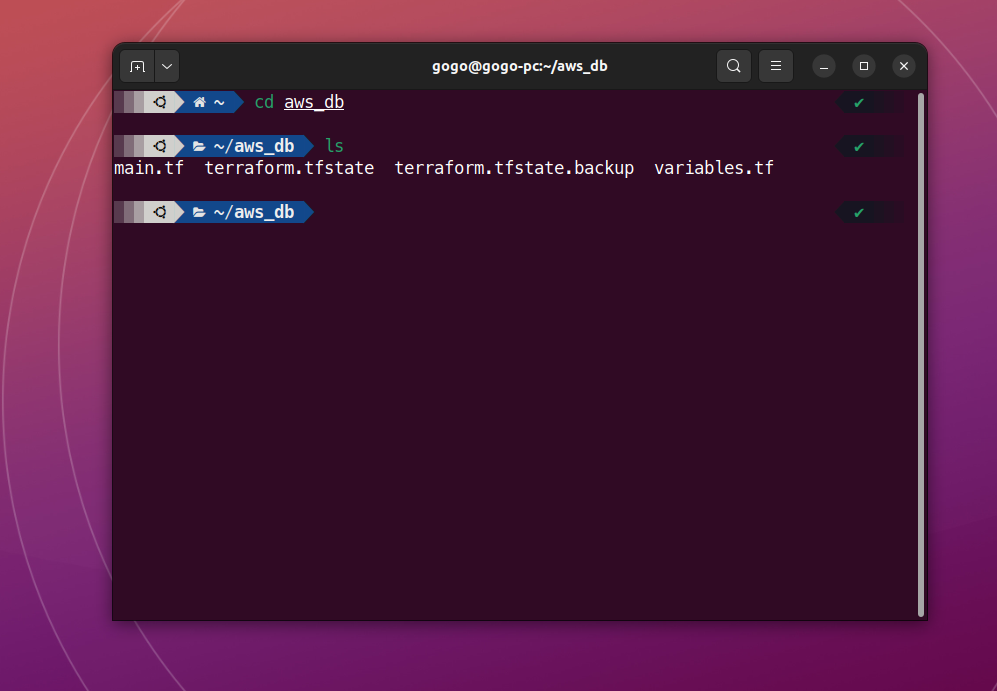 gogo@gogo-pc:~/aws_db
~ cd aws_db
~/aws_db ls
main.tf terraform.tfstate terraform.tfstate.backup variables.tf
~/aws_db